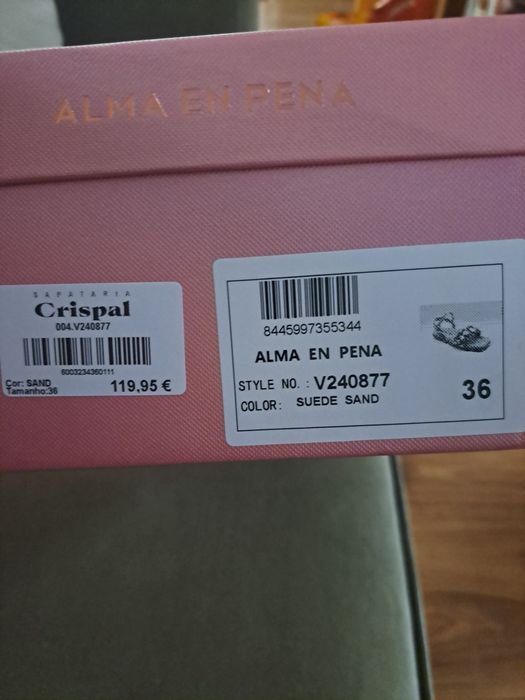 ALMA EN PENA
SAPATARIA
Crispal
004.V240877
6003234360111
Cor: SAND
Tamanho:36
119,95 €
8445997355344
ALMA EN PENA
STYLE NO. : V240877
COLOR: SUEDE SAND
36